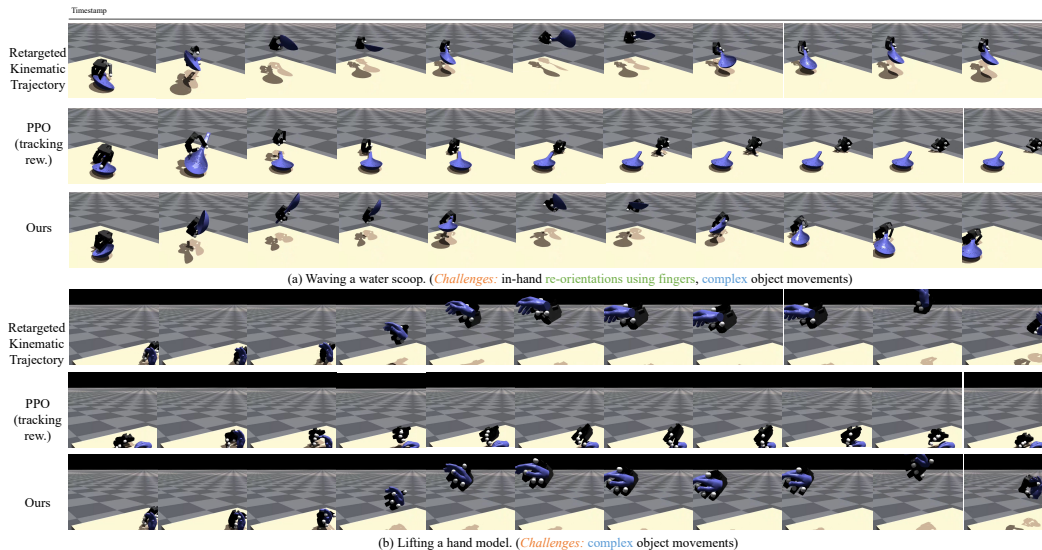 Timestamp
Retargeted
Kinematic
Trajectory
PPO
(tracking
rew.)
Ours
(a) Waving a water scoop. (Challenges: in-hand re-orientations using fingers, complex object movements)
Retargeted
Kinematic
Trajectory
PPO
(tracking
rew.)
Ours
(b) Lifting a hand model. (Challenges: complex object movements)